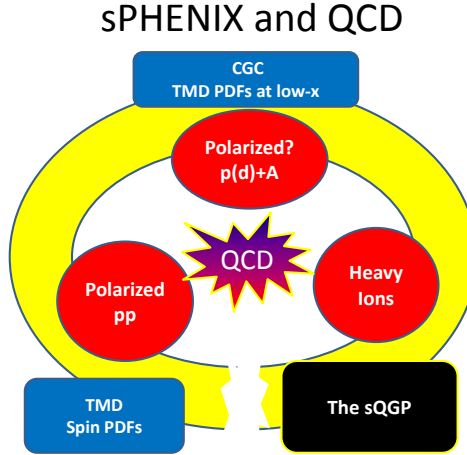 sPHENIX and QCD
CGC
TMD PDFs at low-x
Polarized?
p(d)+A
QCD
Polarized
pp
Heavy
Ions
TMD
Spin PDFs
The sQGP